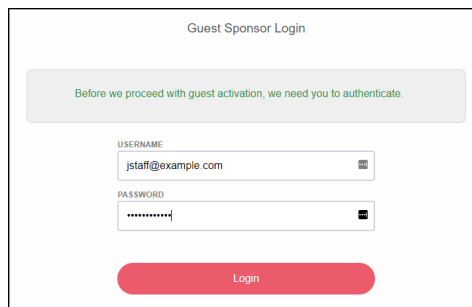 Guest Sponsor Login
Before we proceed with guest activation, we need you to authenticate.
USERNAME
jstaff@example.com
PASSWORD
••••••••••••
Login